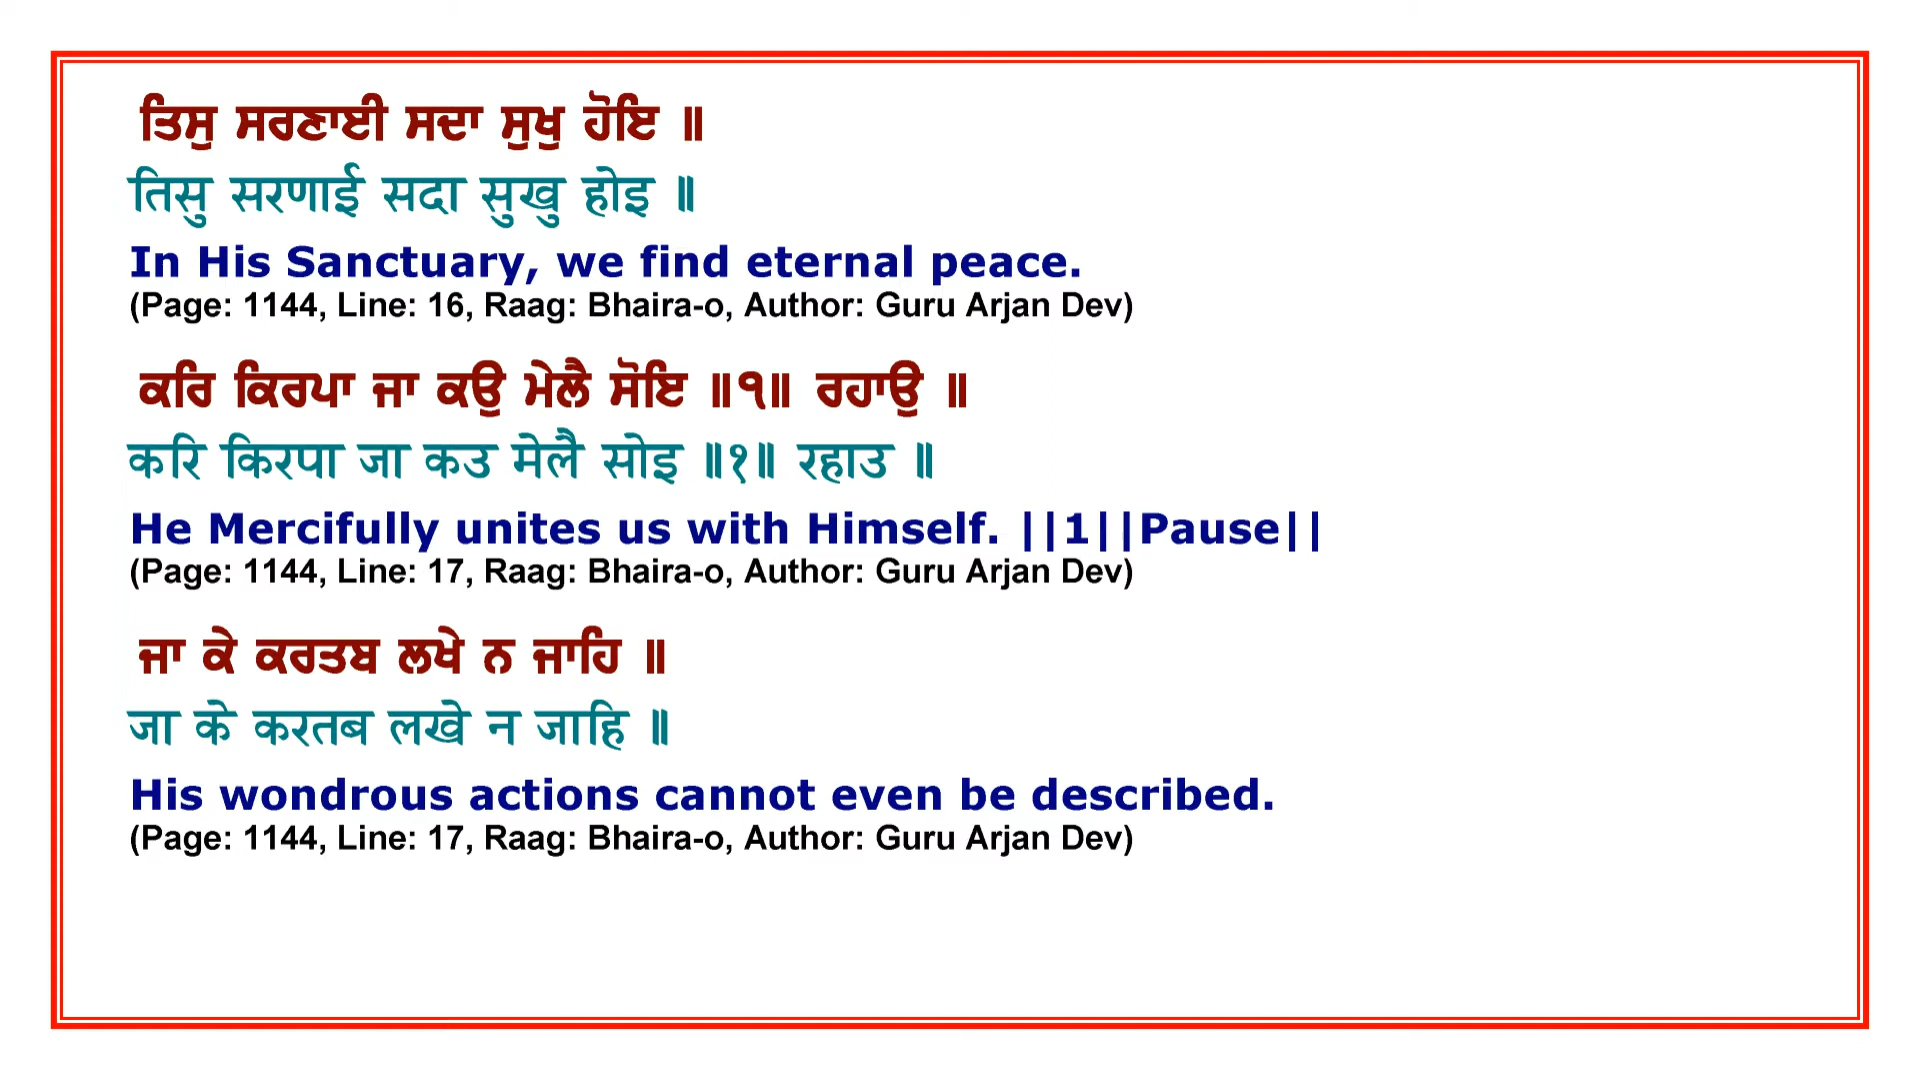 ਤਿਸੁ ਸਰਣਾਈ ਸਦਾ ਸੁਖੁ ਹੋਇ ॥
तिसु सरणाई सदा सुखु होइ ॥
In His Sanctuary, we find eternal peace.
(Page: 1144, Line: 16, Raag: Bhaira-o, Author: Guru Arjan Dev)
ਕਰਿ ਕਿਰਪਾ ਜਾ ਕਉ ਮੇਲੈ ਸੋਇ ॥੧॥ ਰਹਾਉ ॥
करि किरपा जा कउ मेलै सोइ ॥१॥ रहाउ ॥
He Mercifully unites us with Himself. ||1||Pause||
(Page: 1144, Line: 17, Raag: Bhaira-o, Author: Guru Arjan Dev)
ਜਾ ਕੇ ਕਰਤਬ ਲਖੇ ਨ ਜਾਹਿ ॥
जा के करतब लखे न जाहि ॥
His wondrous actions cannot even be described.
(Page: 1144, Line: 17, Raag: Bhaira-o, Author: Guru Arjan Dev)